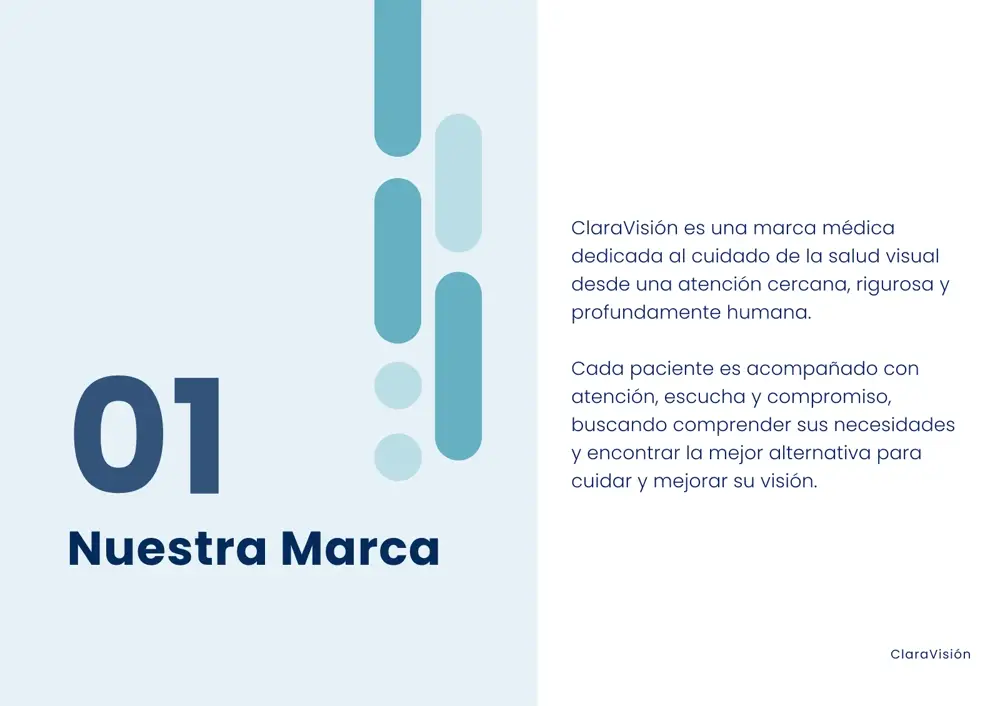 01
Nuestra Marca
ClaraVisión es una marca médica
dedicada al cuidado de la salud visual
desde una atención cercana, rigurosa y
profundamente humana.
Cada paciente es acompañado con
atención, escucha y compromiso,
buscando comprender sus necesidades
y encontrar la mejor alternativa para
cuidar y mejorar su visión.
ClaraVisión